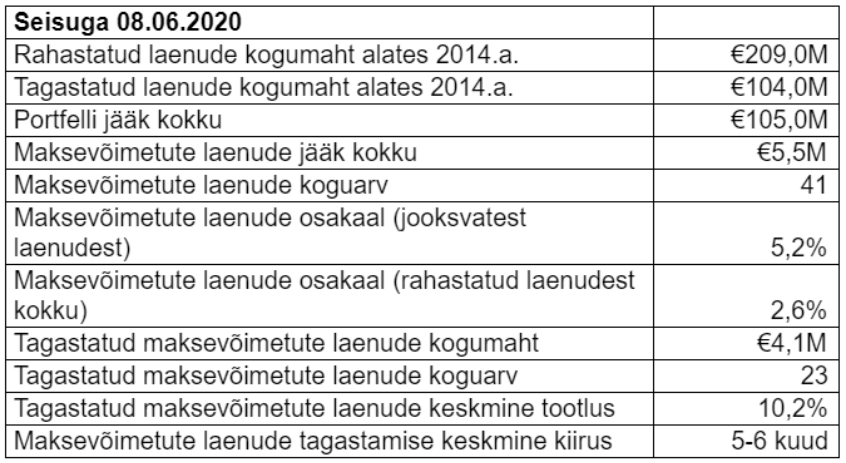 Seisuga 08.06.2020
Rahastatud laenude kogumaht alates 2014.a. €209,0M
Tagastatud laenude kogumaht alates 2014.a. €104,0M
Portfelli jääk kokku €105,0M
Maksevõimetute laenude jääk kokku €5,5M
Maksevõimetute laenude koguarv 41
Maksevõimetute laenude osakaal (jooksvatest
laenudest) 5,2%
Maksevõimetute laenude osakaal (rahastatud laenudest
kokku) 2,6%
Tagastatud maksevõimetute laenude kogumaht €4,1M
Tagastatud maksevõimetute laenude koguarv 23
Tagastatud maksevõimetute laenude keskmine tootlus 10,2%
Maksevõimetute laenude tagastamise keskmine kiirus 5-6 kuud